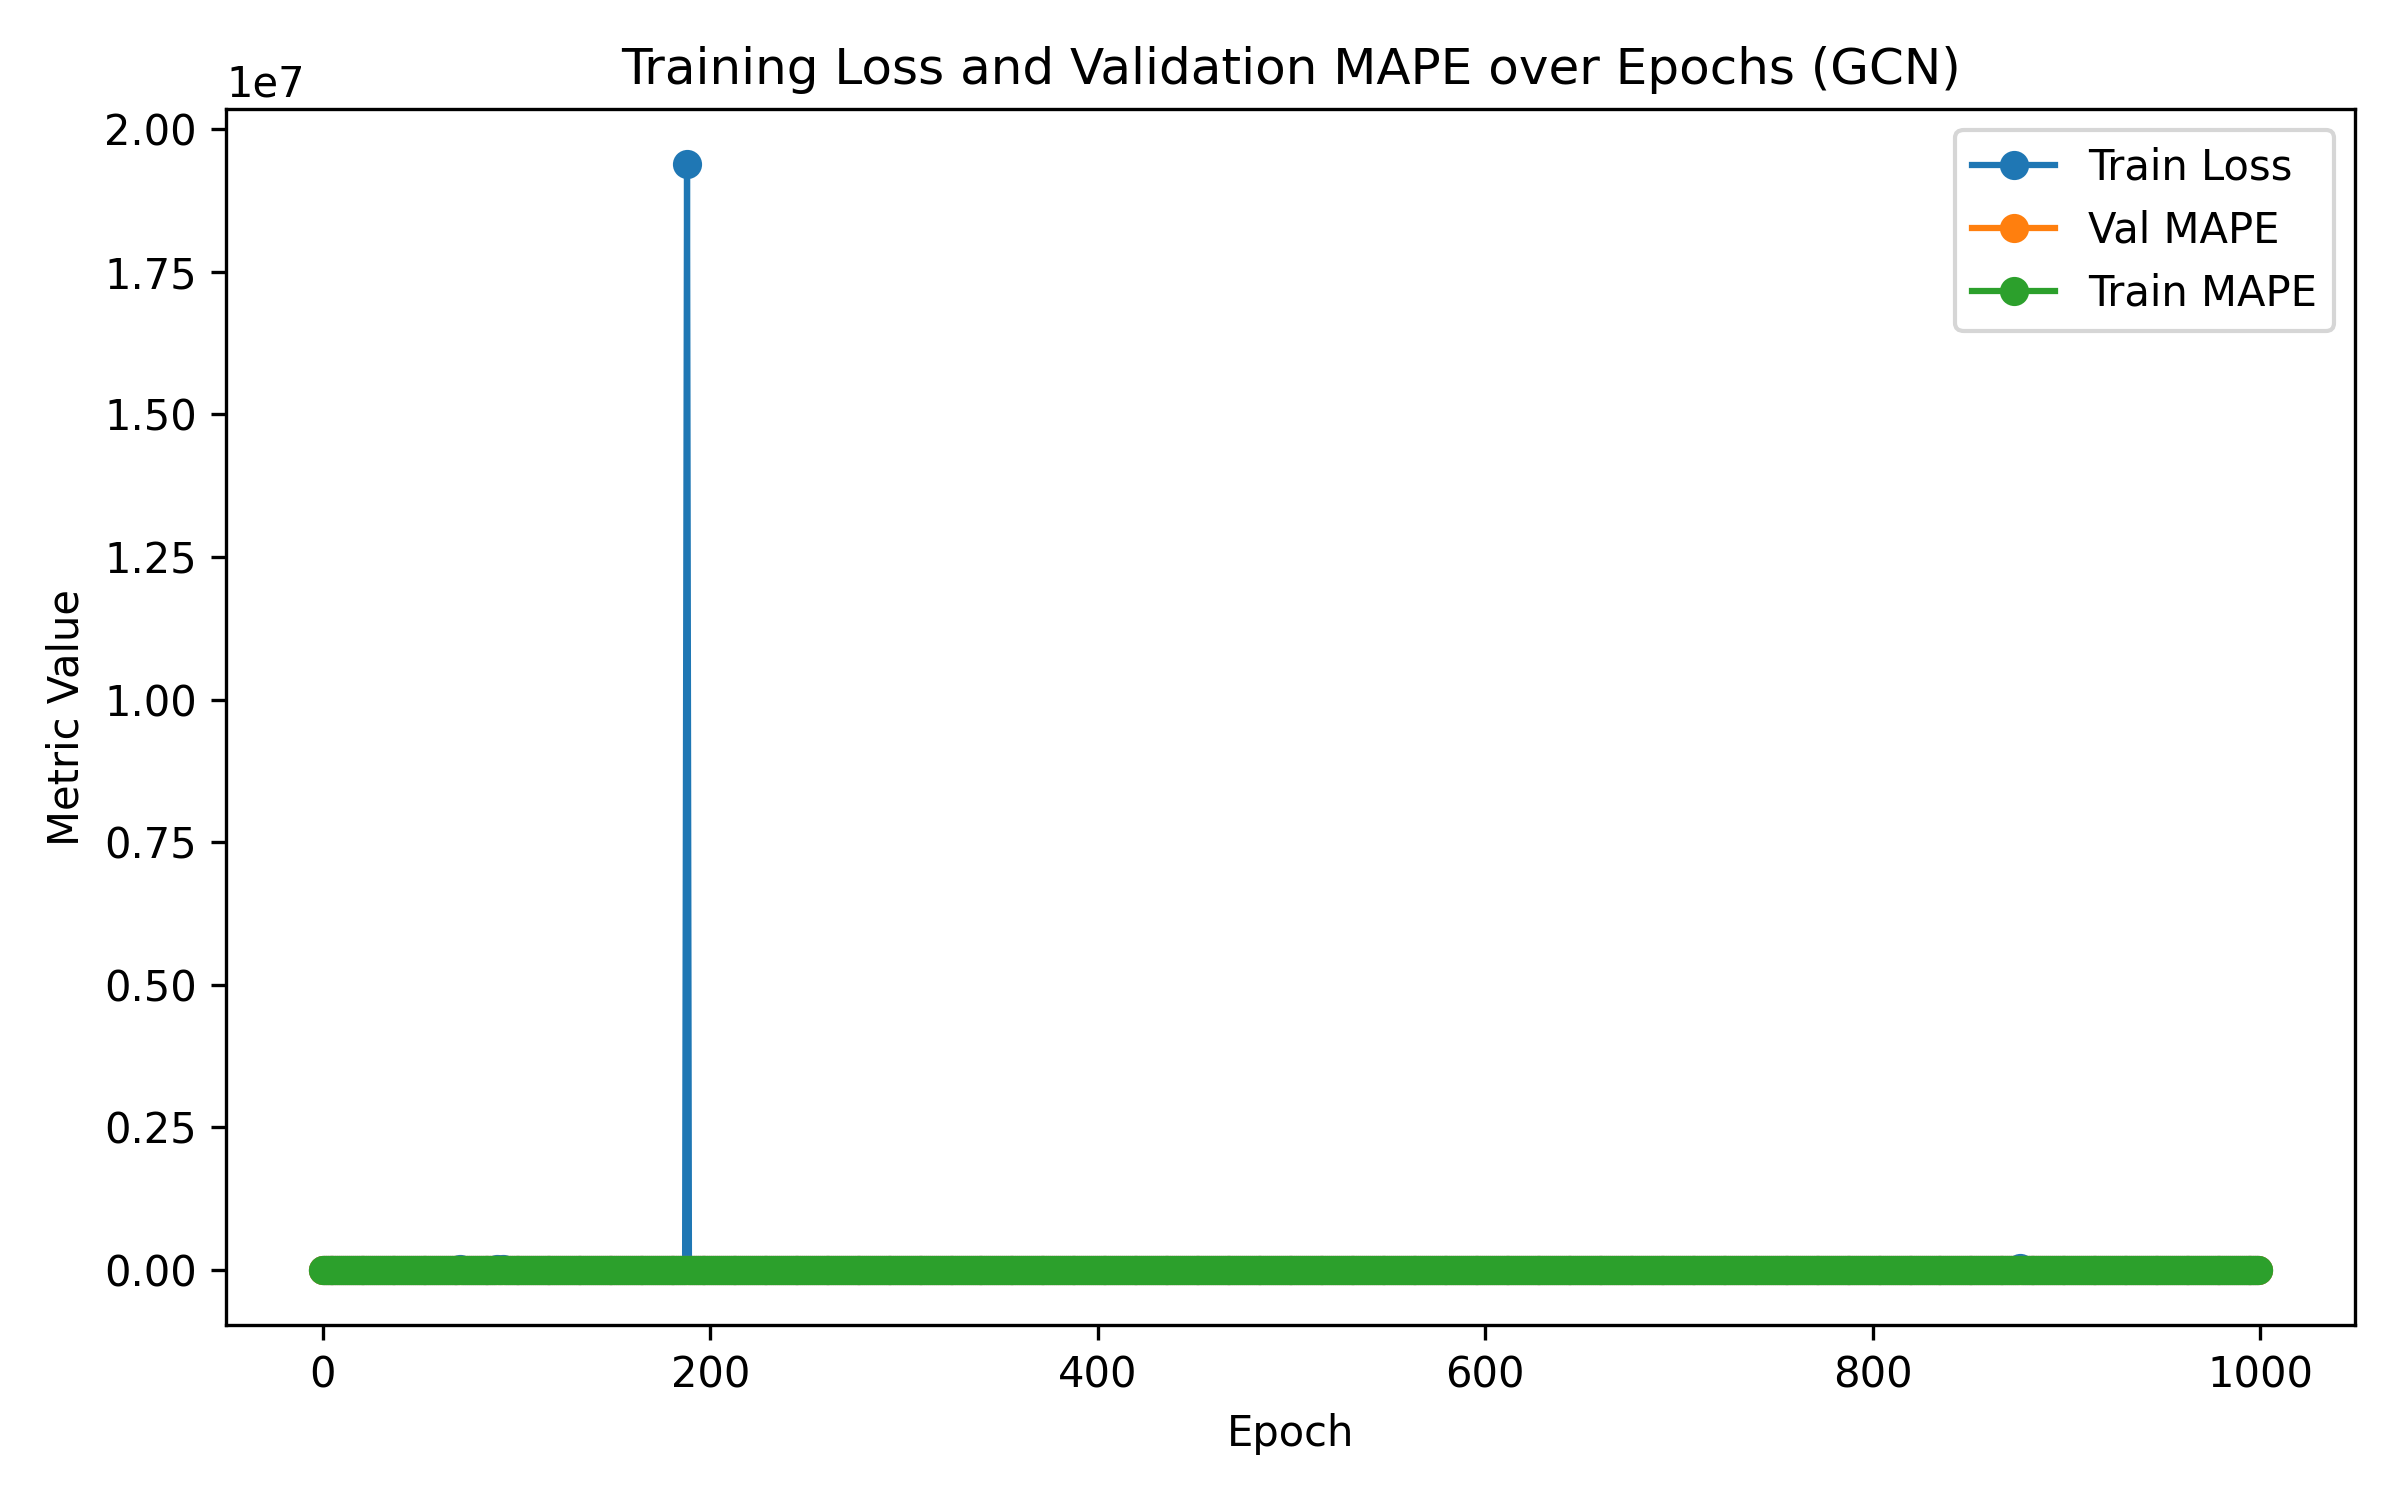 Training Loss and Validation MAPE over Epochs (GCN)
1e7
2.00
1.75
1.50
1.25
1.00
0.75
0.50
0.25
0.00
Metric Value
Train Loss
Val MAPE
Train MAPE
0 200 400 600 800 1000
Epoch